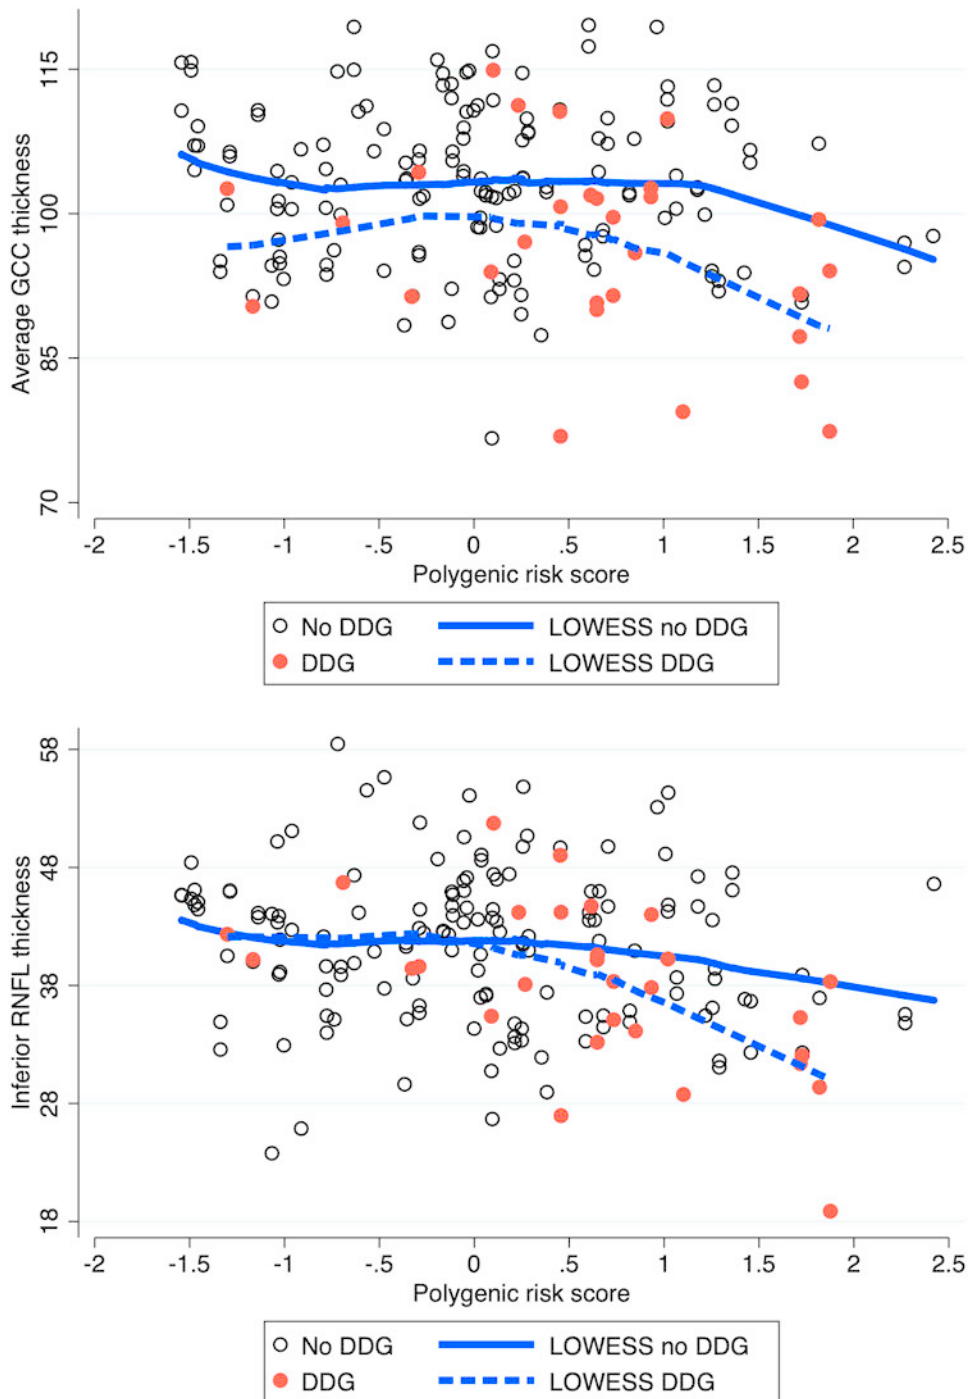 Average GCC thickness
115
100
85
70
-2 -1.5 -1 -.5 0 .5 1 1.5 2 2.5
Polygenic risk score
No DDG LOWESS no DDG
DDG LOWESS DDG
Inferior RNFL thickness
58
48
38
28
18
-2 -1.5 -1 -.5 0 .5 1 1.5 2 2.5
Polygenic risk score
No DDG LOWESS no DDG
DDG LOWESS DDG